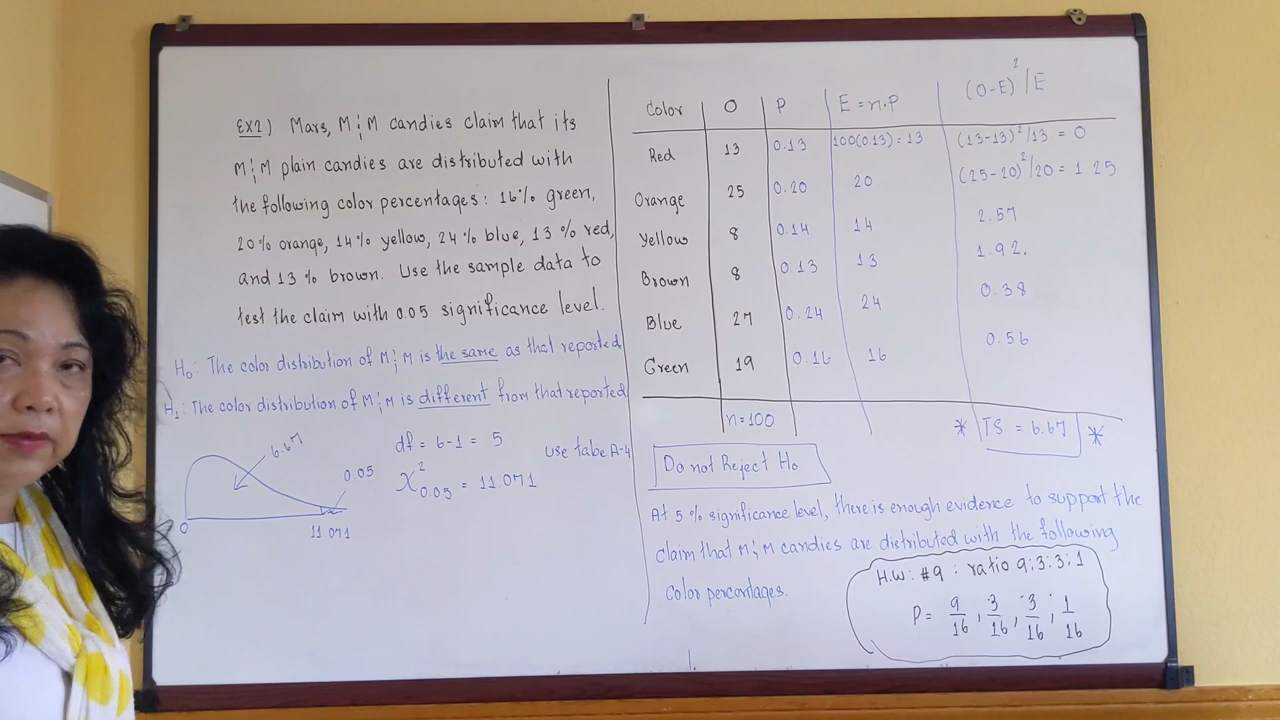 EX2) Mars, M&M candies claim that its
M&M plain candies are distributed with
the following color percentages: 16% green,
20% orange, 14% yellow, 24% blue, 13% red,
and 13% brown. Use the sample data to
test the claim with 0.05 significance level.
H₀: The color distribution of M&M is the same as that reported
H₁: The color distribution of M&M is different from that reported
df = 6-1 = 5
use tabe A-4
X²0.05 = 11.071
6.67
0.05
0
11.071
Color O P E = n.P (O-E)²/E
Red 13 0.13 100(0.13) = 13 (13-13)²/13 = 0
Orange 25 0.20 20 (25-20)²/20 = 1.25
Yellow 8 0.14 14 2.57
Brown 8 0.13 13 1.92.
Blue 27 0.24 24 0.38
Green 19 0.16 16 0.56
n=100 * TS = 6.67 *
Do not Reject H₀
At 5% significance level, there is enough evidence to support the
claim that M&M candies are distributed with the following
color percentages.
H.W: #9: ratio 9:3:3:1
P = 9/16, 3/16, 3/16, 1/16